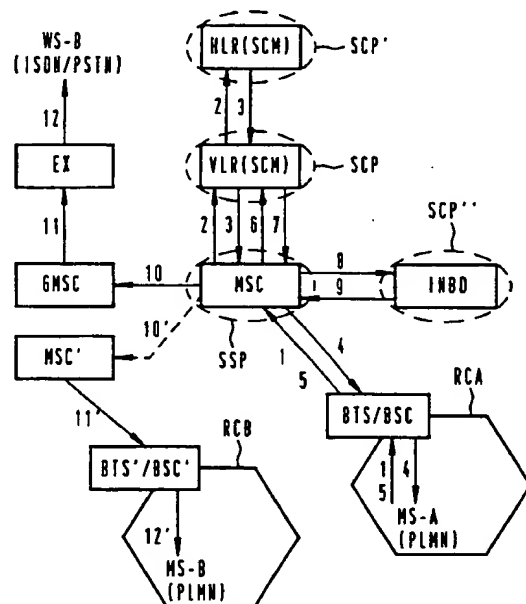 WS-B
(ISDN/PSTN)
HLR(SCM)
SCP'
2
3
12
EX
VLR(SCM)
SCP
11
2
3
6
7
SCP''
GMSC
10
MSC
8
9
INBD
10'
SSP
MSC'
1
4
5
RCA
11'
RCB
BTS/BSC
BTS'/BSC'
1
4
5
MS-A
(PLMN)
12'
MS-B
(PLMN)